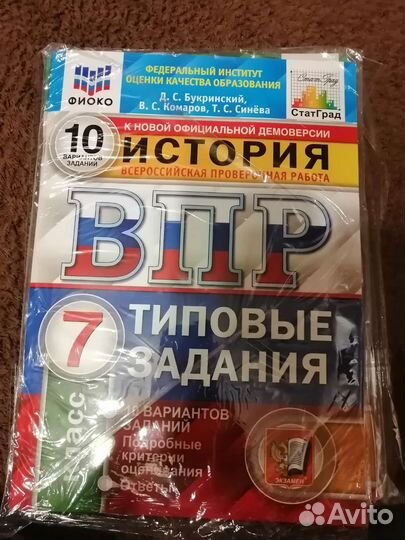 ФИОКО
ФЕДЕРАЛЬНЫЙ ИНСТИТУТ
ОЦЕНКИ КАЧЕСТВА ОБРАЗОВАНИЯ
Д. С. Букринский,
В. С. Комаров, Т. С. Синёва
СтатГрад
СтатГрад
10
ВАРИАНТОВ
ЗАДАНИЙ
К НОВОЙ ОФИЦИАЛЬНОЙ ДЕМОВЕРСИИ
ИСТОРИЯ
ВСЕРОССИЙСКАЯ ПРОВЕРОЧНАЯ РАБОТА
ВПР
7
класс
ТИПОВЫЕ
ЗАДАНИЯ
10 ВАРИАНТОВ
ЗАДАНИЙ
Подробные
критерии
оценивания
Ответы
ЭКЗАМЕН
Avito